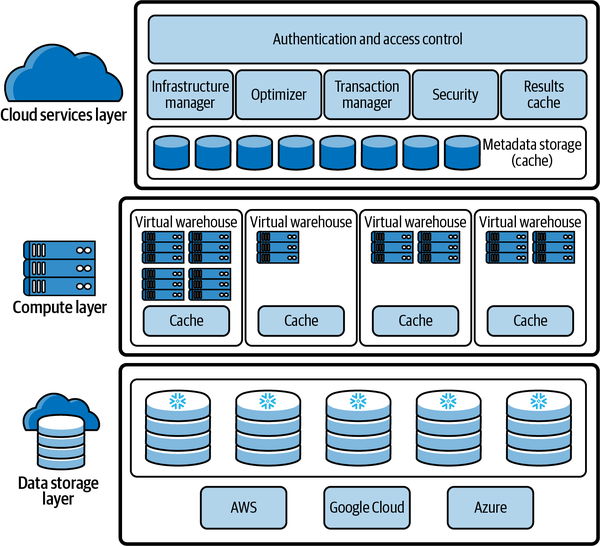 Authentication and access control
Cloud services layer
Infrastructure
manager
Optimizer
Transaction
manager
Security
Results
cache
Metadata storage
(cache)
Compute layer
Virtual warehouse
Cache
Virtual warehouse
Cache
Virtual warehouse
Cache
Virtual warehouse
Cache
Data storage
layer
AWS
Google Cloud
Azure